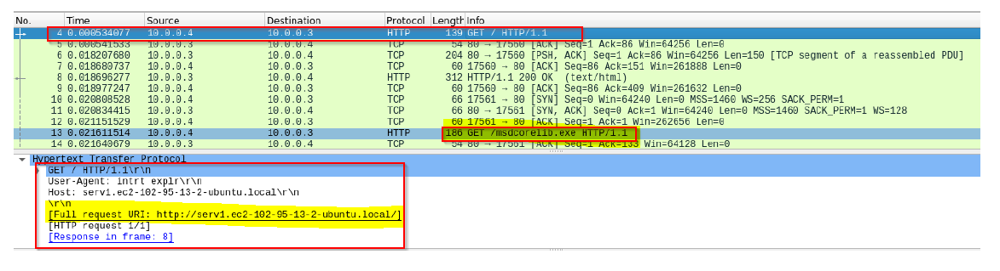 No. Time Source Destination Protocol Length Info
4 0.000534077 10.0.0.4 10.0.0.3 HTTP 139 GET / HTTP/1.1
5 0.000541533 10.0.0.3 10.0.0.4 TCP 54 80 → 17560 [ACK] Seq=1 Ack=86 Win=64256 Len=0
6 0.018207680 10.0.0.3 10.0.0.4 TCP 204 80 → 17560 [PSH, ACK] Seq=1 Ack=86 Win=64256 Len=150 [TCP segment of a reassembled PDU]
7 0.018680737 10.0.0.4 10.0.0.3 TCP 60 17560 → 80 [ACK] Seq=86 Ack=151 Win=261888 Len=0
8 0.018696277 10.0.0.3 10.0.0.4 HTTP 312 HTTP/1.1 200 OK (text/html)
9 0.018977247 10.0.0.4 10.0.0.3 TCP 60 17560 → 80 [ACK] Seq=86 Ack=409 Win=261632 Len=0
10 0.020808528 10.0.0.4 10.0.0.3 TCP 66 17561 → 80 [SYN] Seq=0 Win=64240 Len=0 MSS=1460 WS=256 SACK_PERM=1
11 0.020834415 10.0.0.3 10.0.0.4 TCP 66 80 → 17561 [SYN, ACK] Seq=0 Ack=1 Win=64240 Len=0 MSS=1460 SACK_PERM=1 WS=128
12 0.021151529 10.0.0.4 10.0.0.3 TCP 60 17561 → 80 [ACK] Seq=1 Ack=1 Win=262656 Len=0
13 0.021611514 10.0.0.4 10.0.0.3 HTTP 186 GET /msdcorelib.exe HTTP/1.1
14 0.021640679 10.0.0.3 10.0.0.4 TCP 54 80 → 17561 [ACK] Seq=1 Ack=133 Win=64128 Len=0
Hypertext Transfer Protocol
GET / HTTP/1.1\r\n
User-Agent: intrt explr\r\n
Host: serv1.ec2-102-95-13-2-ubuntu.local\r\n
\r\n
[Full request URI: http://serv1.ec2-102-95-13-2-ubuntu.local/]
[HTTP request 1/1]
[Response in frame: 8]